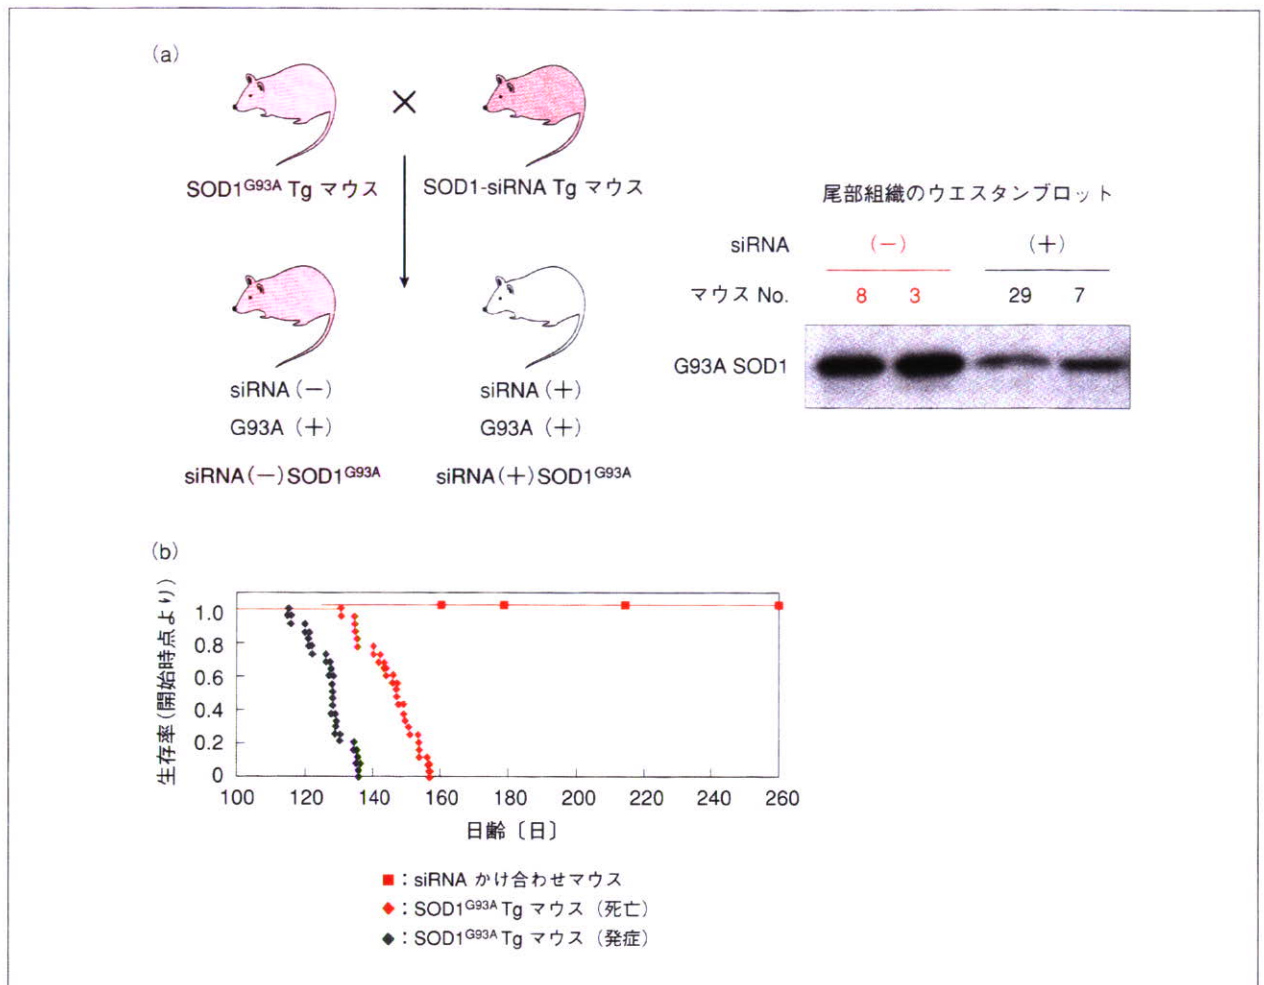 (a)
SOD1G93A Tg マウス
SOD1-siRNA Tg マウス
siRNA(−)
G93A (+)
siRNA(−)SOD1G93A
siRNA(+)
G93A (+)
siRNA(+)SOD1G93A
尾部組織のウエスタンブロット
siRNA (−) (+)
マウス No. 8 3 29 7
G93A SOD1
(b)
生存率(開始時点より)
1.0
0.8
0.6
0.4
0.2
0
100 120 140 160 180 200 220 240 260
日齢〔日〕
■:siRNA かけ合わせマウス
◆:SOD1G93A Tg マウス(死亡)
◆:SOD1G93A Tg マウス(発症)